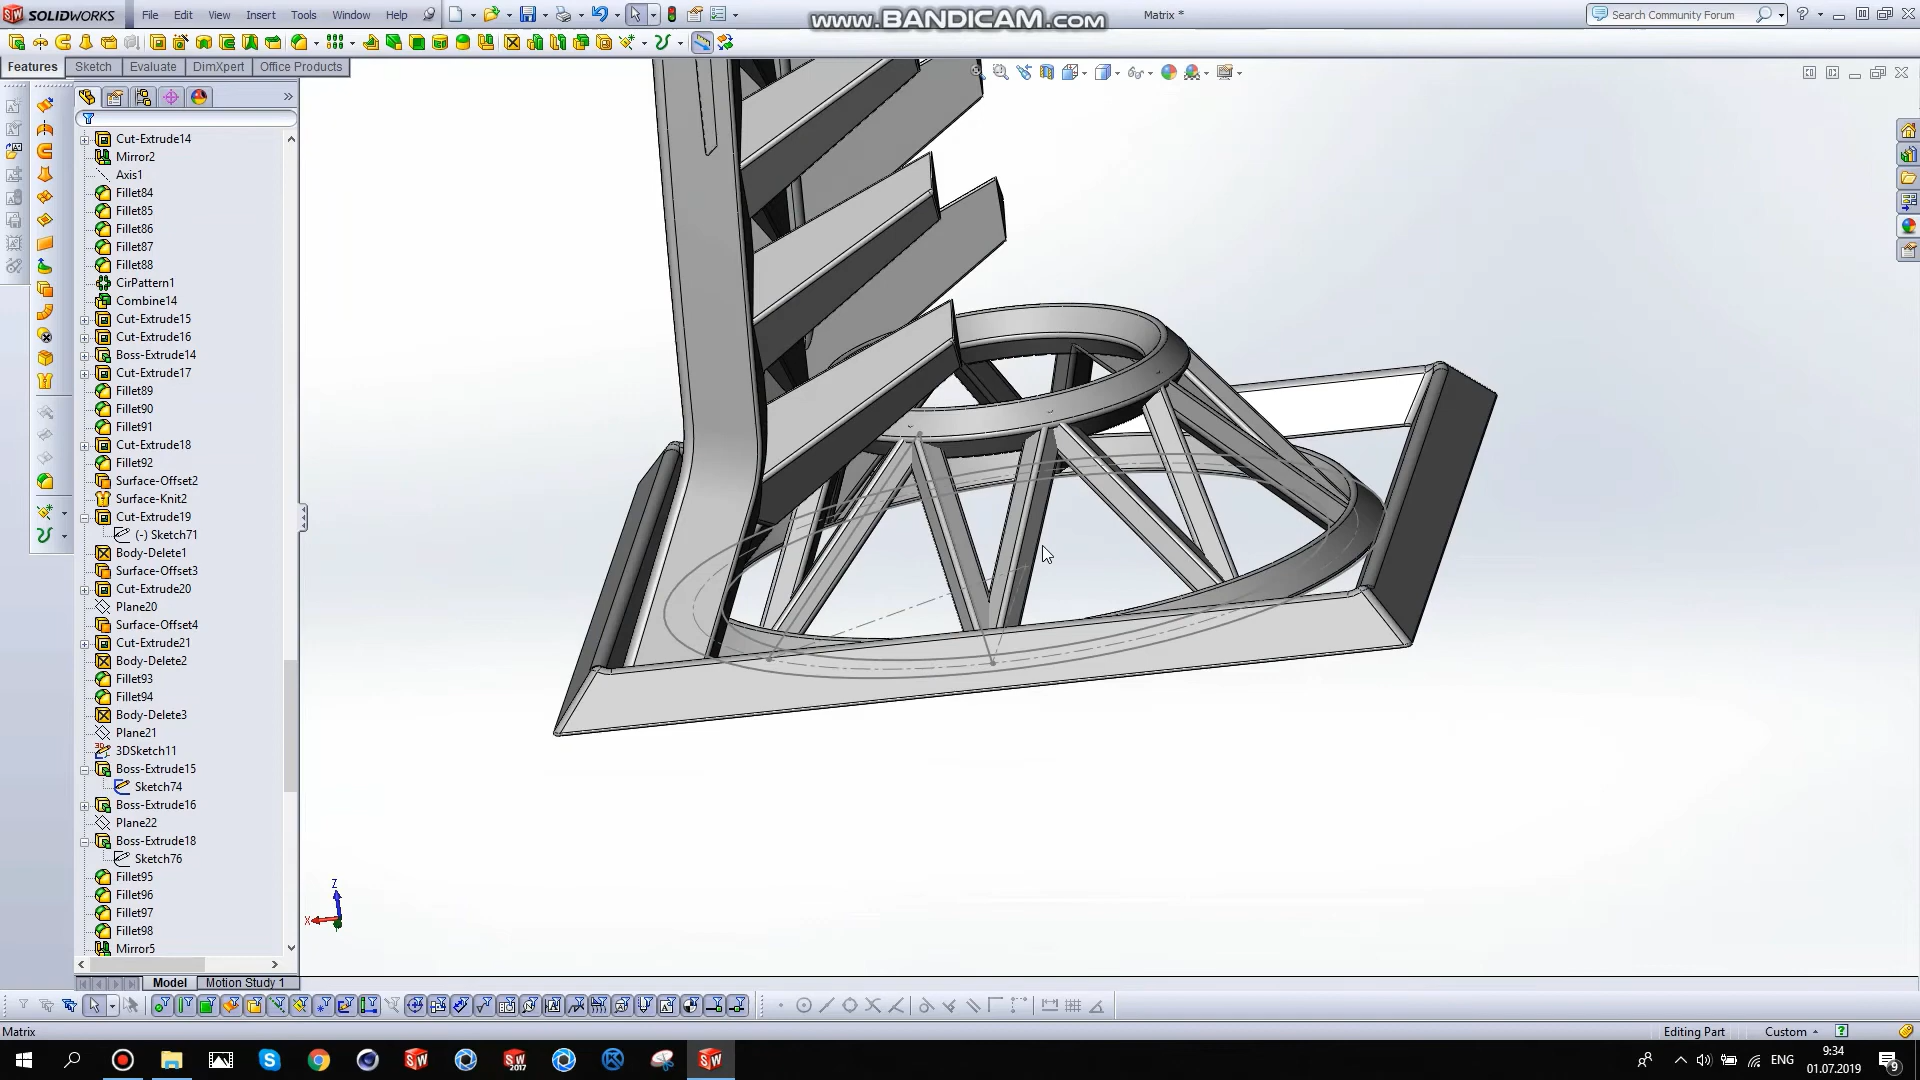 SOLIDWORKS File Edit View Insert Tools Window Help www.BANDICAM.com Matrix * Search Community Forum
Features Sketch Evaluate DimXpert Office Products
Cut-Extrude14
Mirror2
Axis1
Fillet84
Fillet85
Fillet86
Fillet87
Fillet88
CirPattern1
Combine14
Cut-Extrude15
Cut-Extrude16
Boss-Extrude14
Cut-Extrude17
Fillet89
Fillet90
Fillet91
Cut-Extrude18
Fillet92
Surface-Offset2
Surface-Knit2
Cut-Extrude19
(-) Sketch71
Body-Delete1
Surface-Offset3
Cut-Extrude20
Plane20
Surface-Offset4
Cut-Extrude21
Body-Delete2
Fillet93
Fillet94
Body-Delete3
Plane21
3DSketch11
Boss-Extrude15
Sketch74
Boss-Extrude16
Plane22
Boss-Extrude18
Sketch76
Fillet95
Fillet96
Fillet97
Fillet98
Mirror5
Z
X
Model Motion Study 1
Matrix Editing Part Custom
ENG 9:34
01.07.2019
9
2017